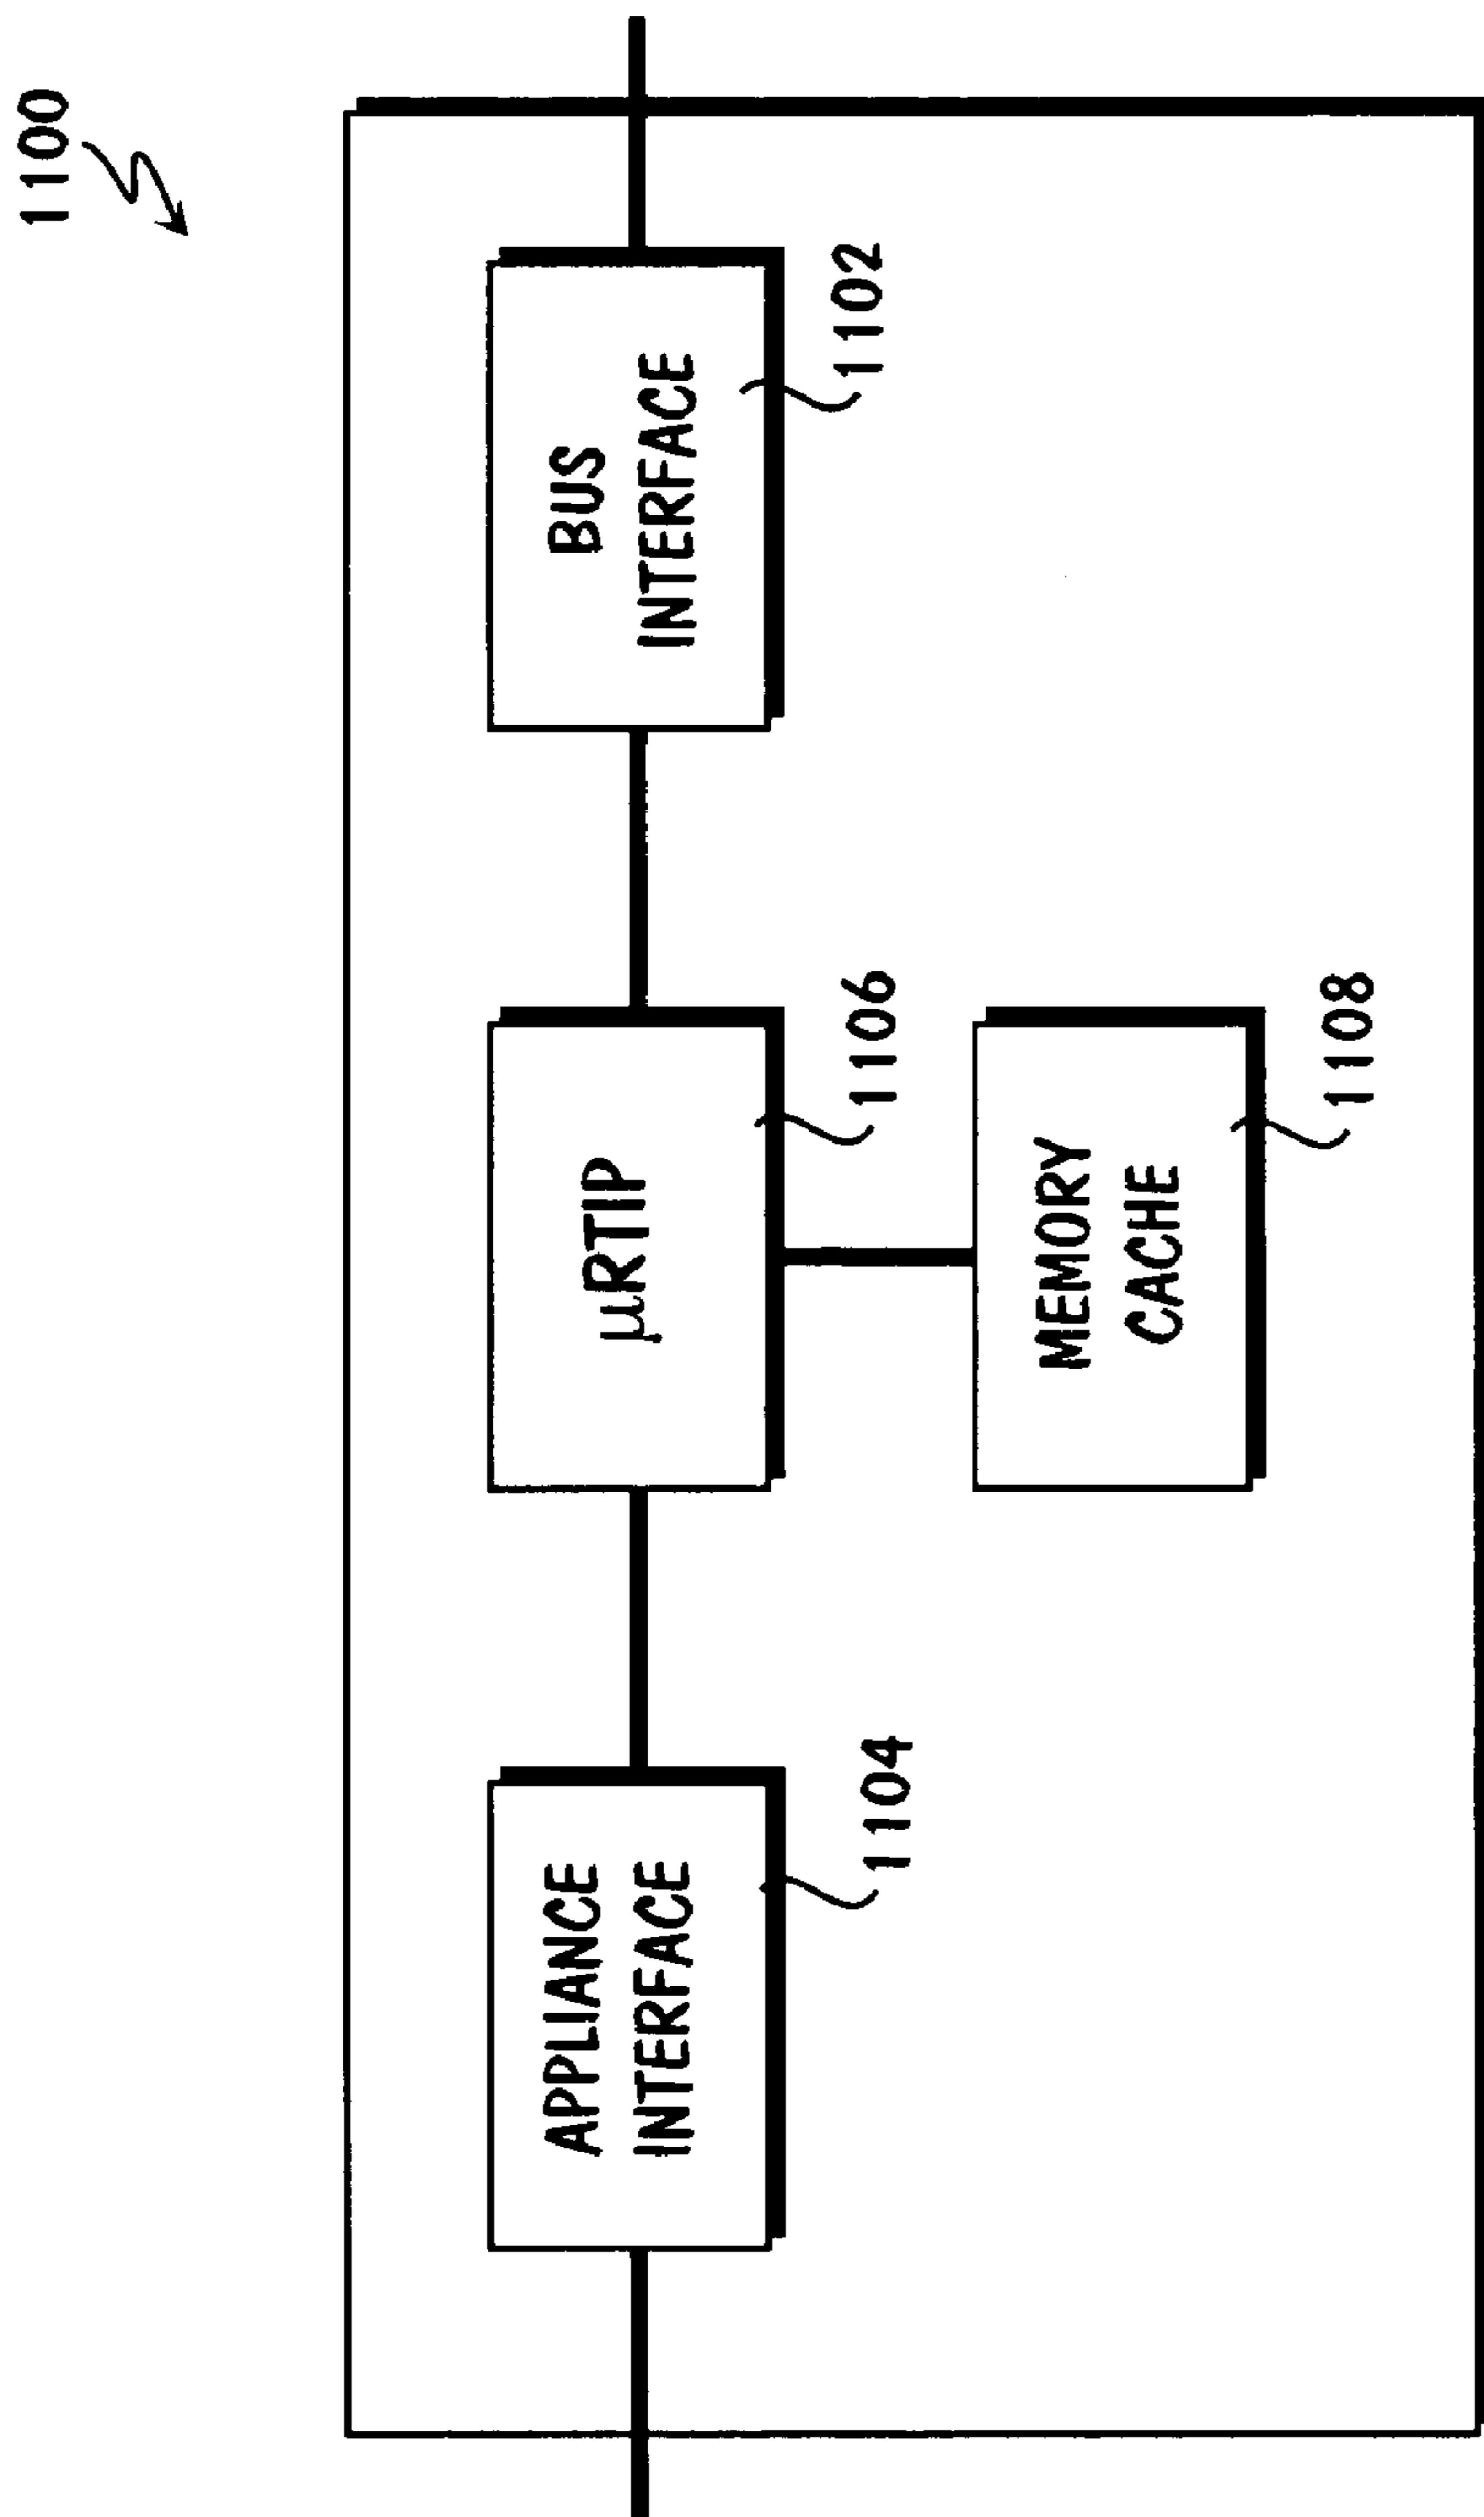 1100
APPLIANCE
INTERFACE
1104
μRTIP
1106
BUS
INTERFACE
1102
MEMORY
CACHE
1108